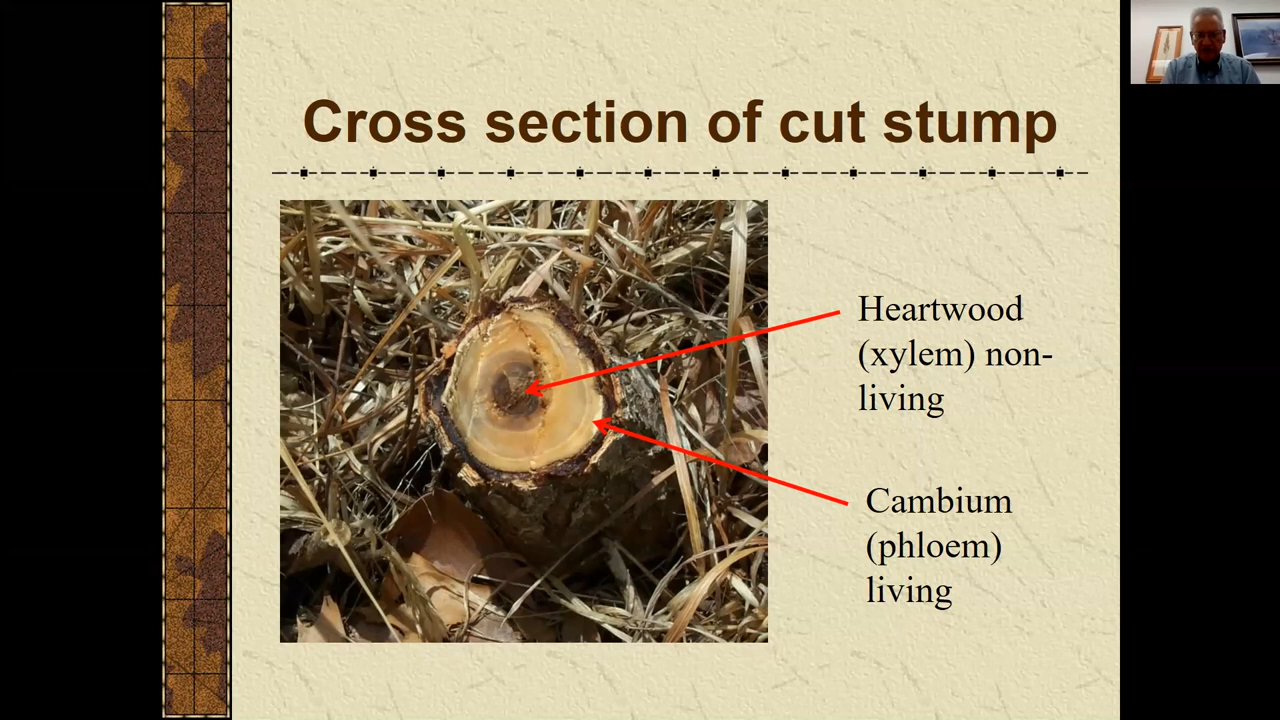 Cross section of cut stump
Heartwood
(xylem) non-
living
Cambium
(phloem)
living